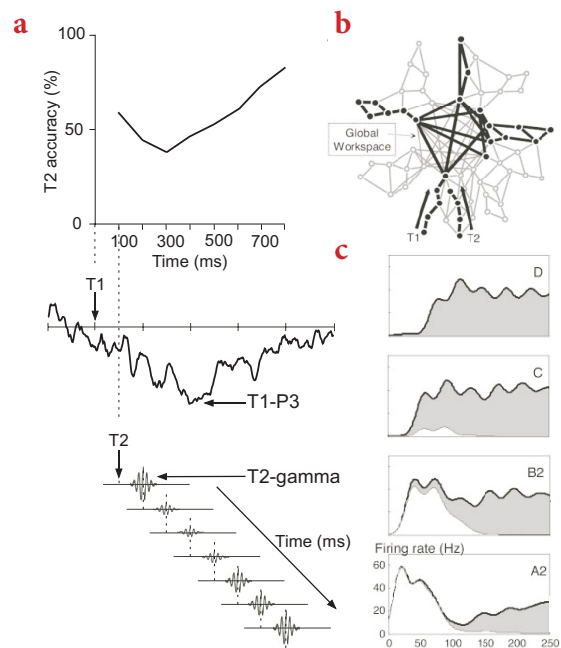 a
100
50
0
T2 accuracy (%)
100
300
500
700
Time (ms)
T1
T1-P3
T2
T2-gamma
Time (ms)
b
Global
Workspace
T1
T2
c
D
C
B2
Firing rate (Hz)
A2
60
40
20
0
0
50
100
150
200
250